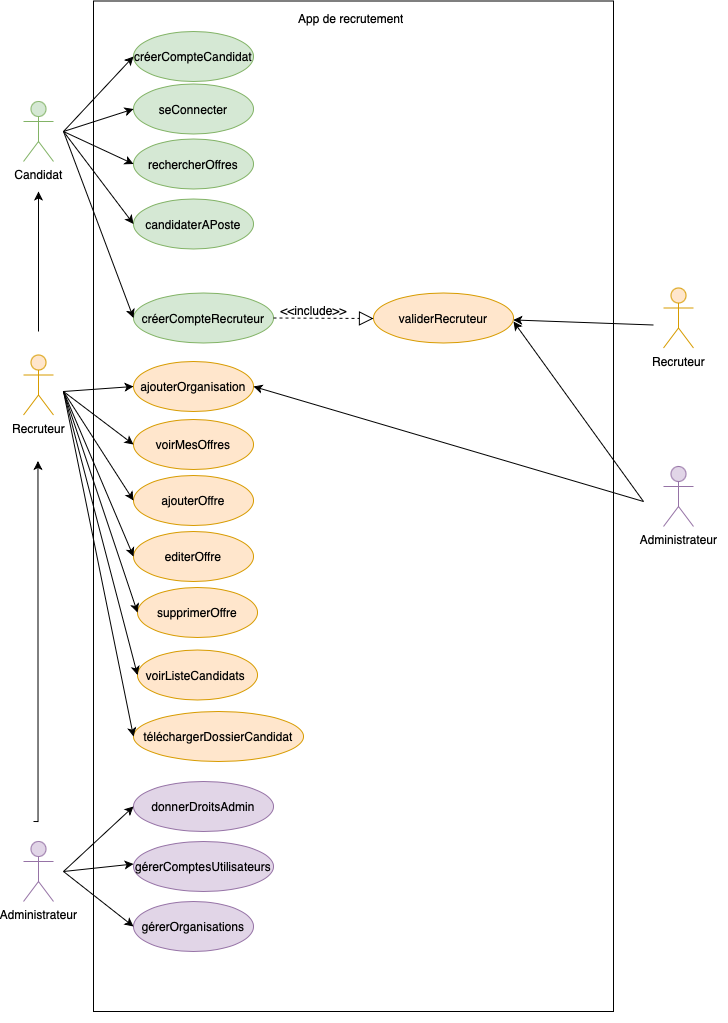 App de recrutement
créerCompteCandidat
seConnecter
rechercherOffres
candidaterAPoste
Candidat
créerCompteRecruteur
<<include>>
validerRecruteur
Recruteur
Recruteur
ajouterOrganisation
voirMesOffres
ajouterOffre
editerOffre
supprimerOffre
voirListeCandidats
téléchargerDossierCandidat
Administrateur
donnerDroitsAdmin
gérerComptesUtilisateurs
gérerOrganisations
Administrateur